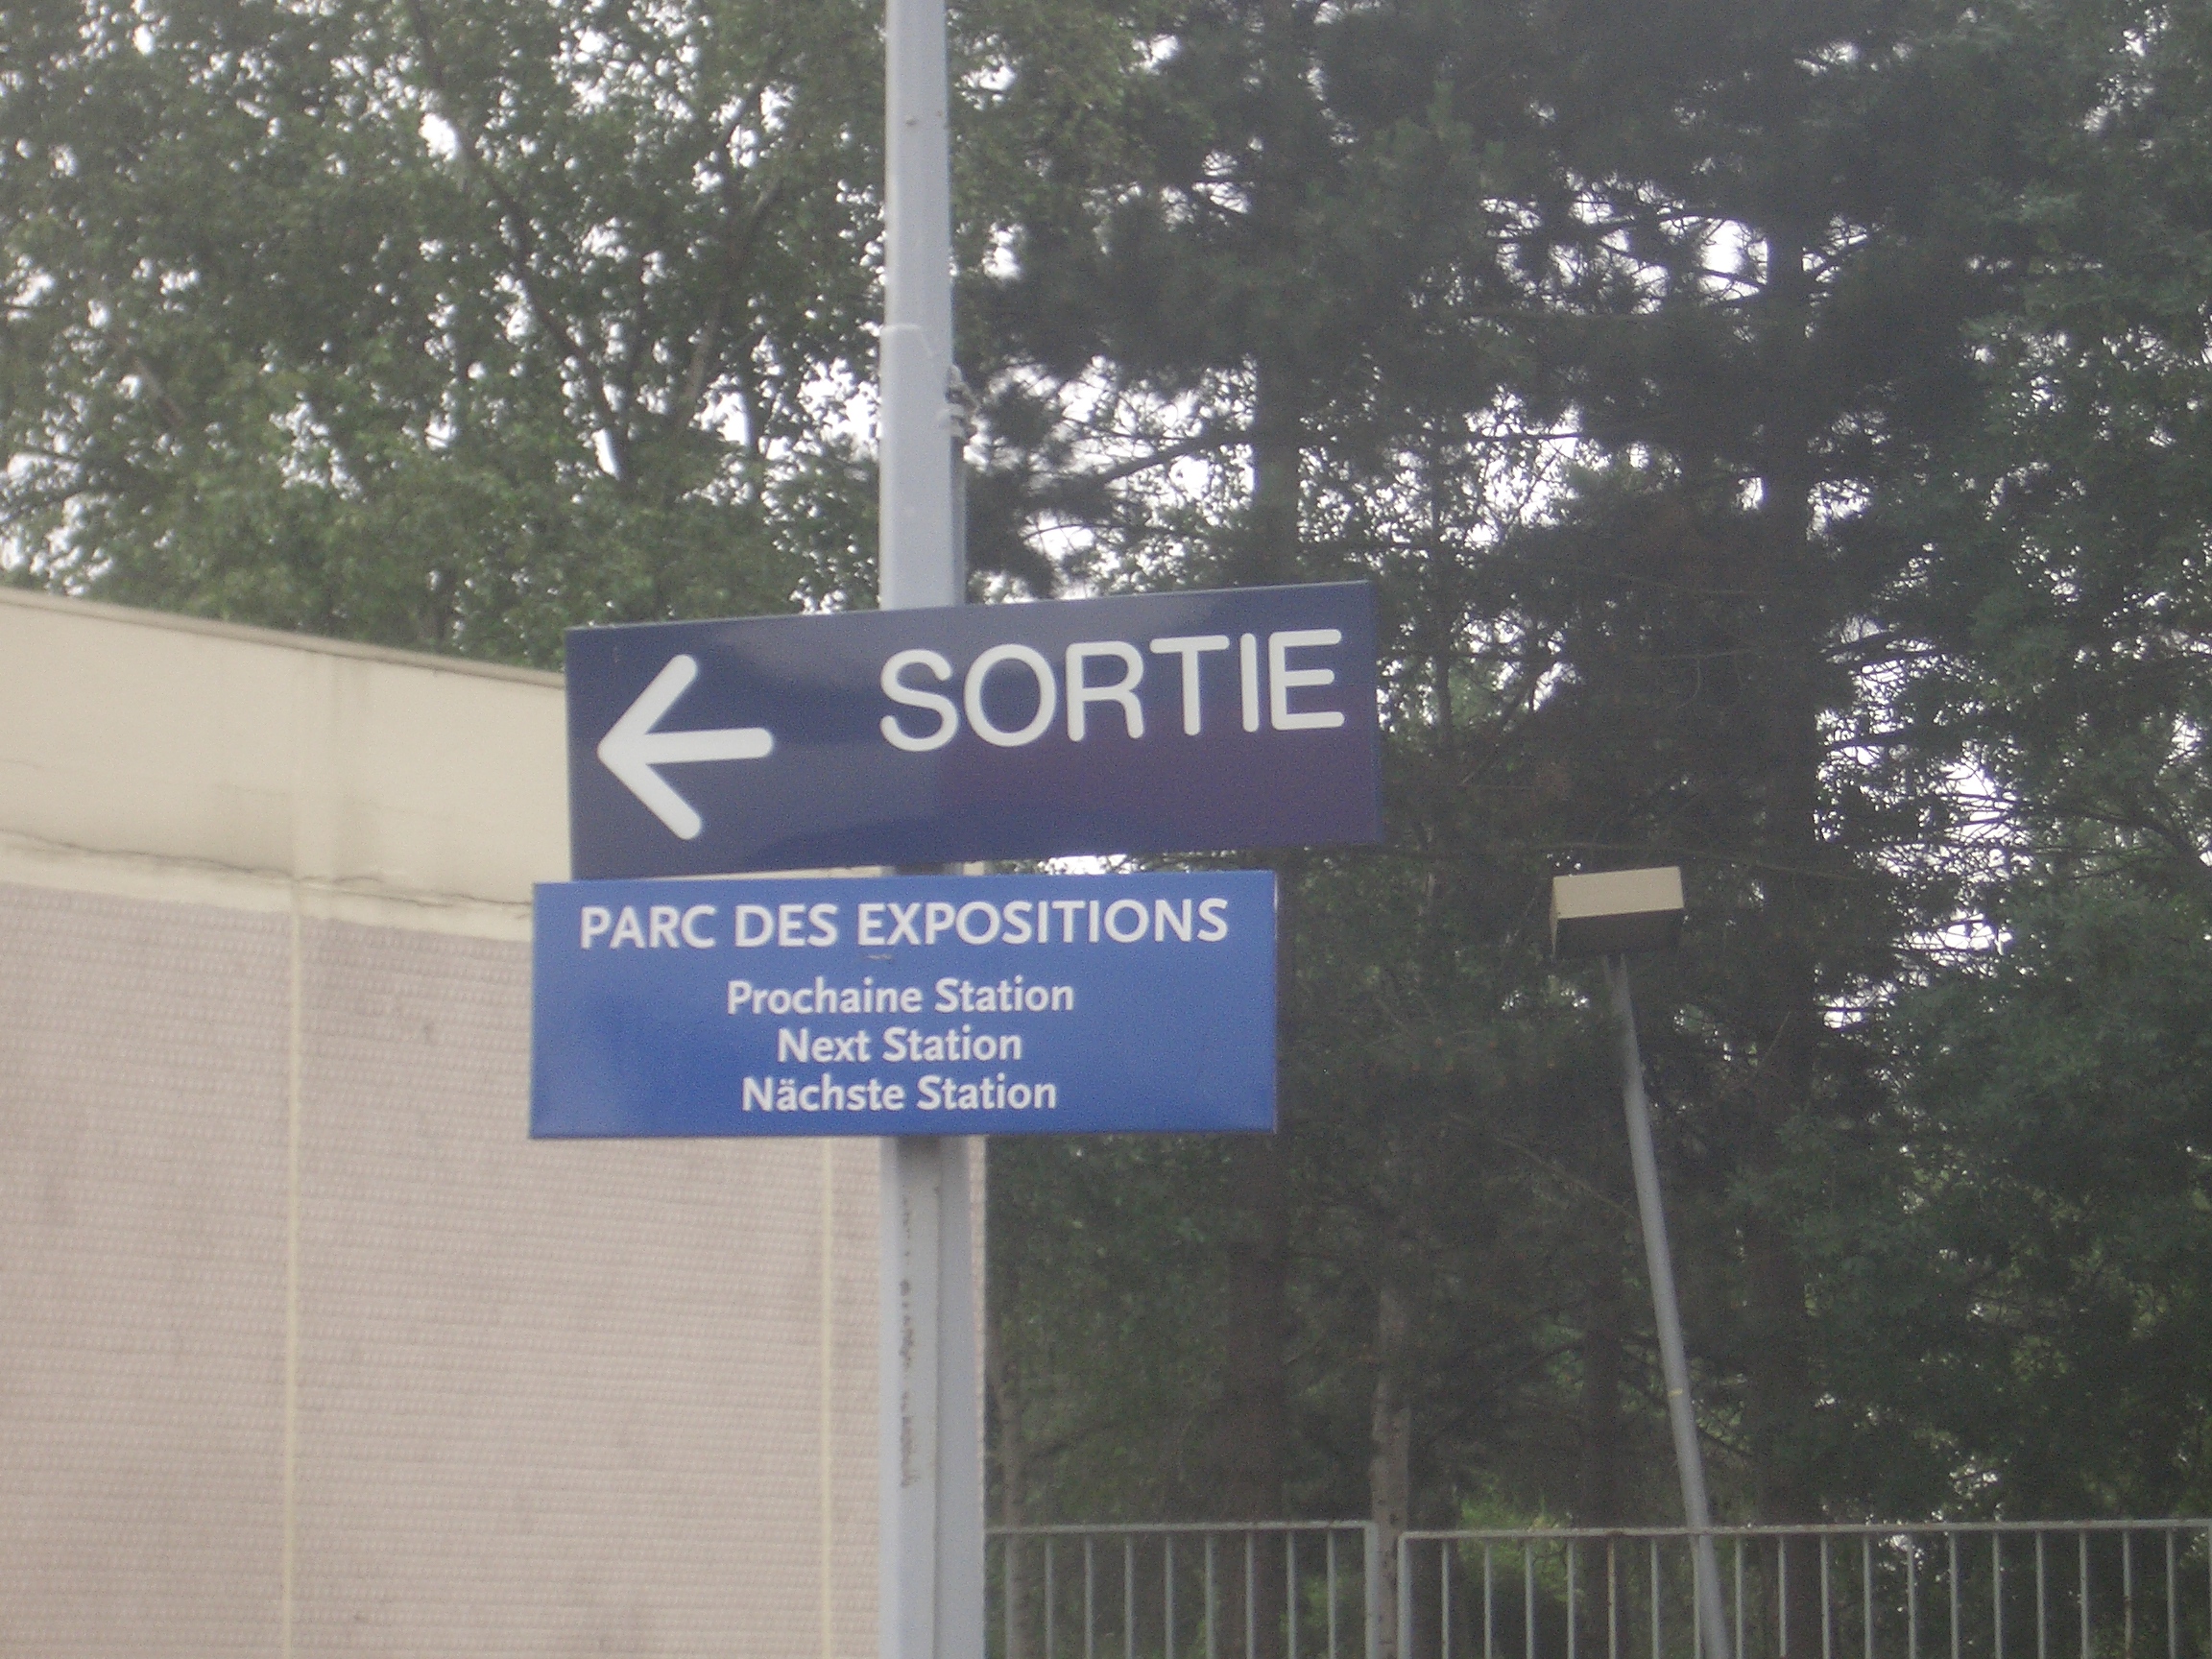 SORTIE
PARC DES EXPOSITIONS
Prochaine Station
Next Station
Nächste Station